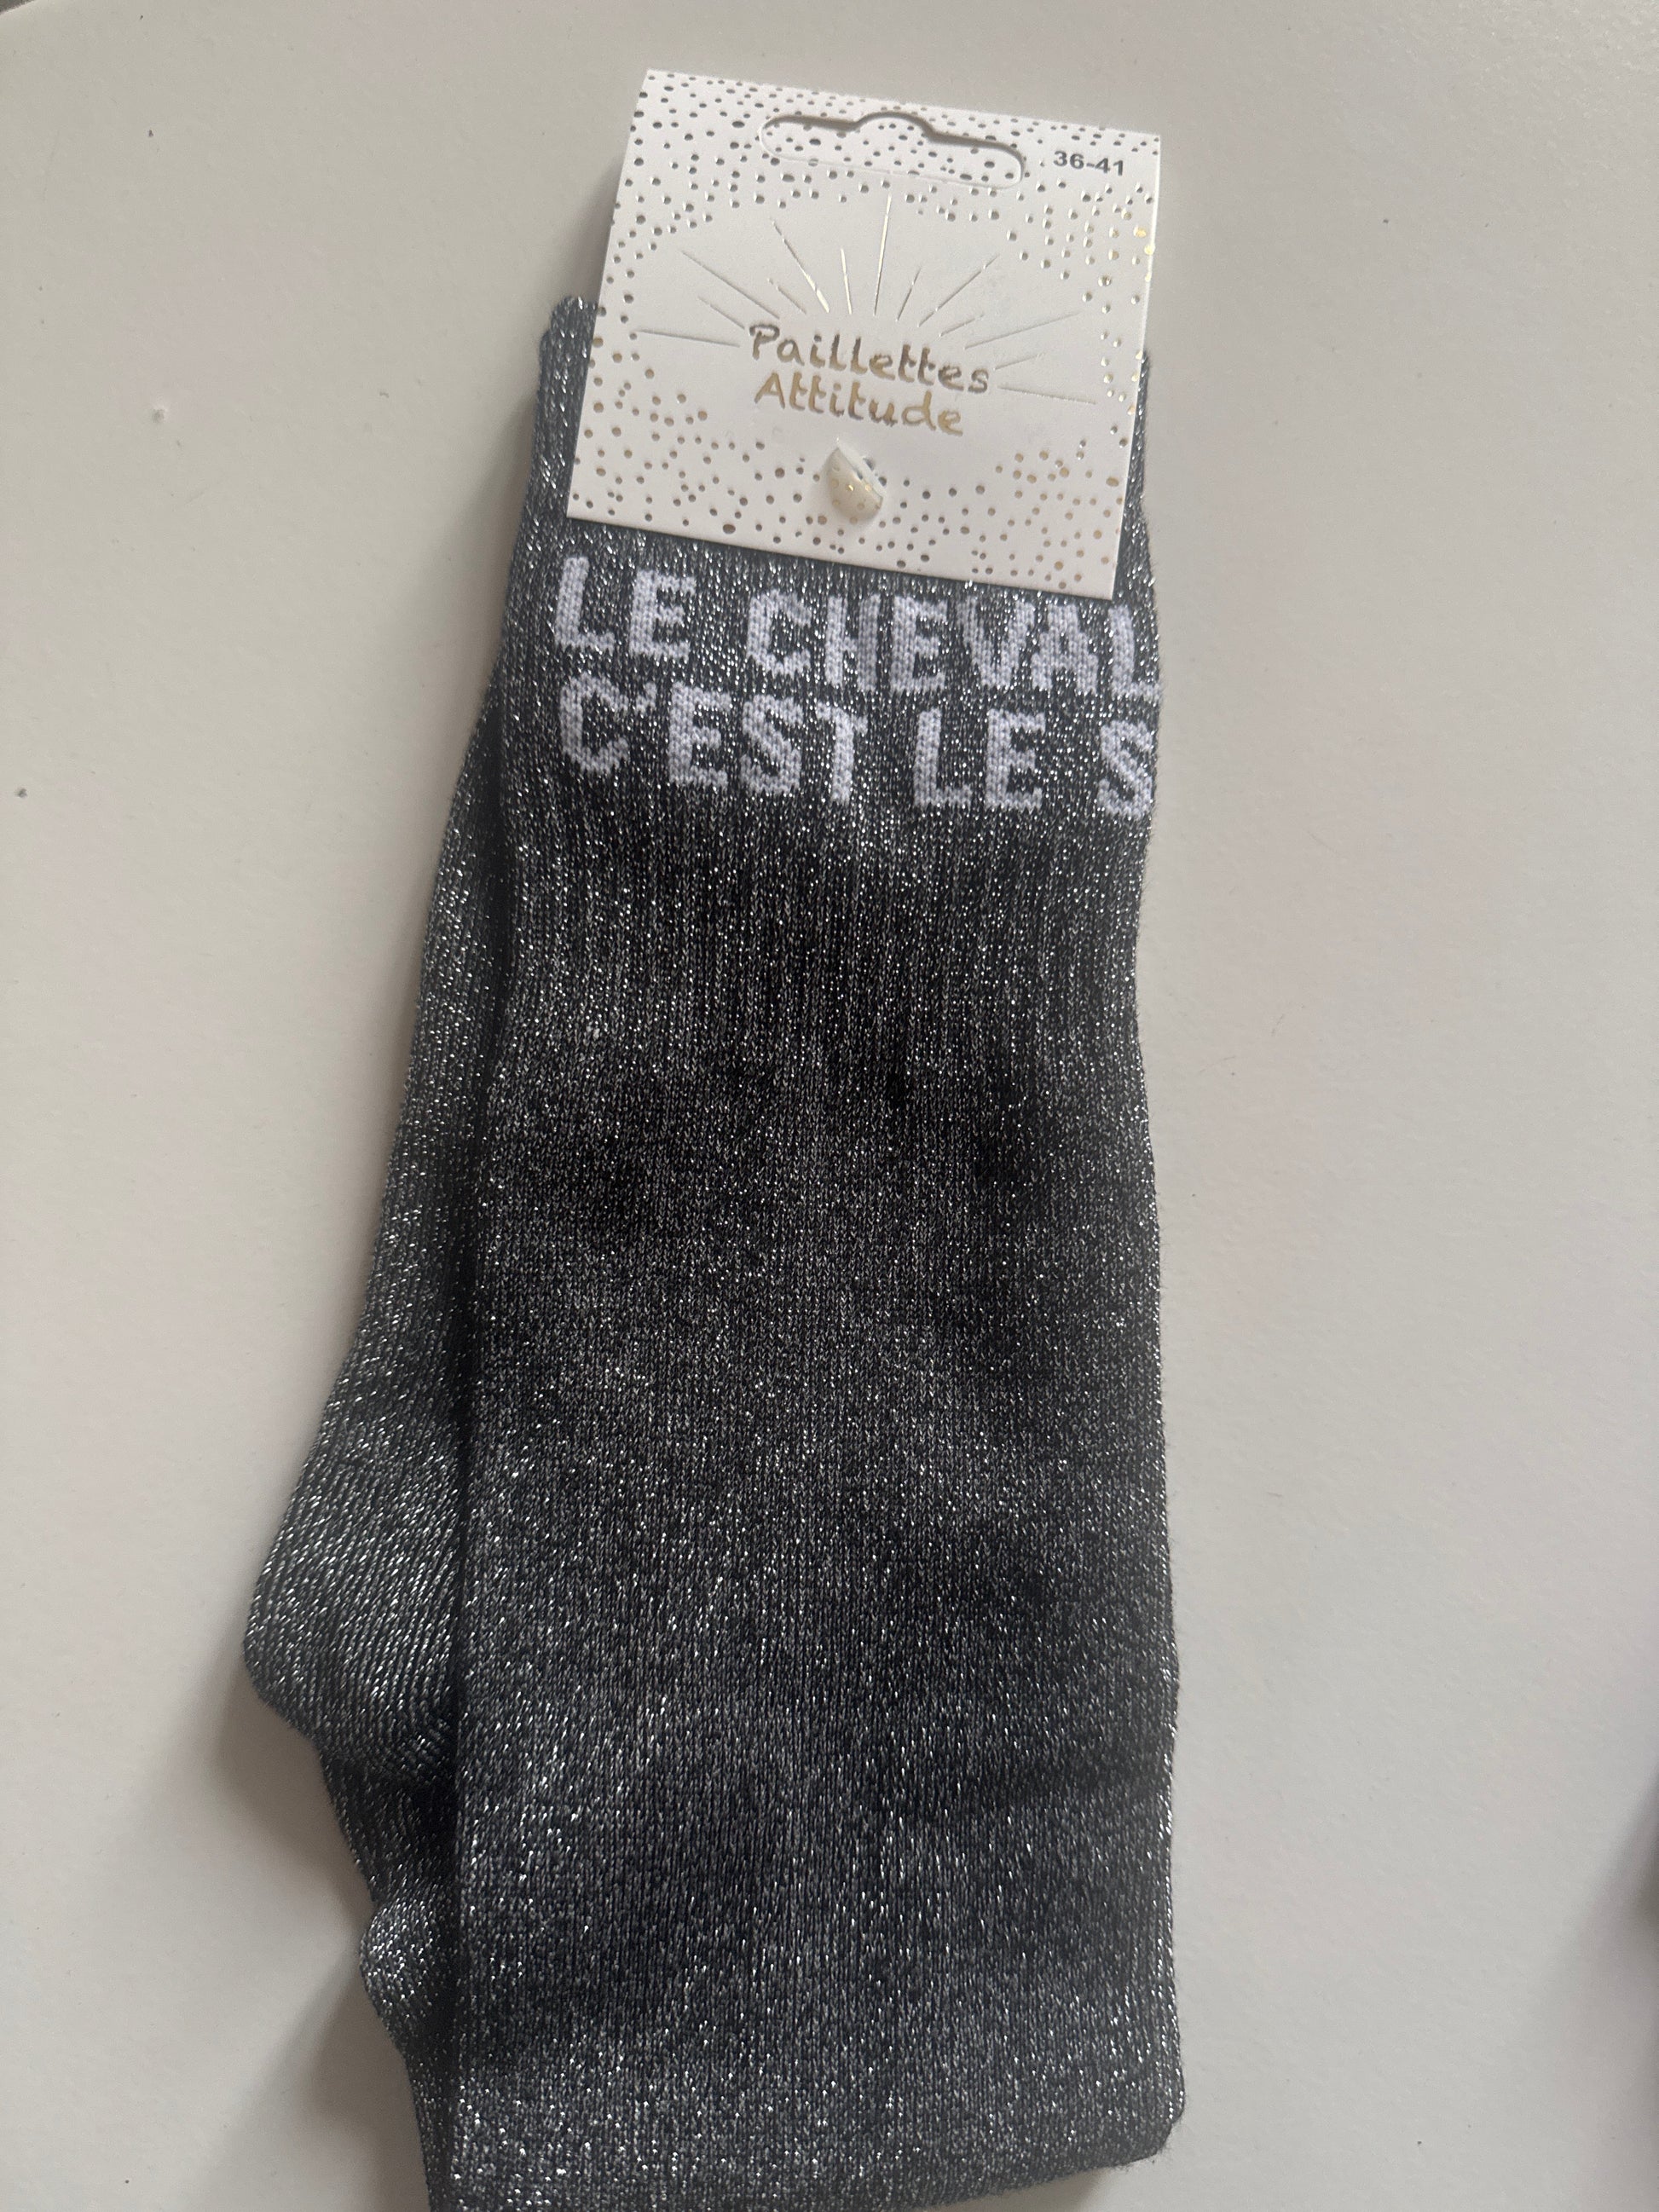 36-41
Paillettes
Attitude
LE CHEVAL
C'EST LE S